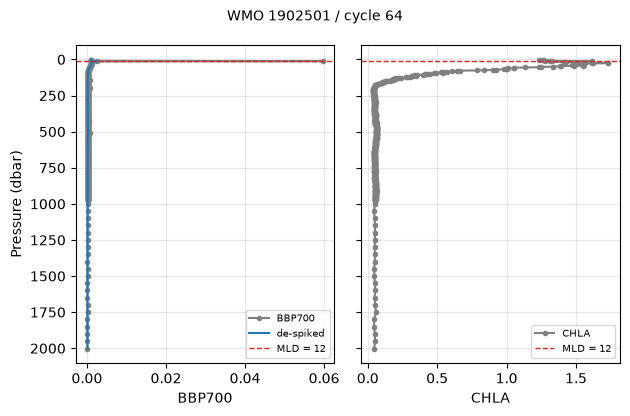 WMO 1902501 / cycle 64
Pressure (dbar)
0
250
500
750
1000
1250
1500
1750
2000
BBP700
de-spiked
MLD = 12
0.00
0.02
0.04
0.06
BBP700
CHLA
MLD = 12
0.0
0.5
1.0
1.5
CHLA